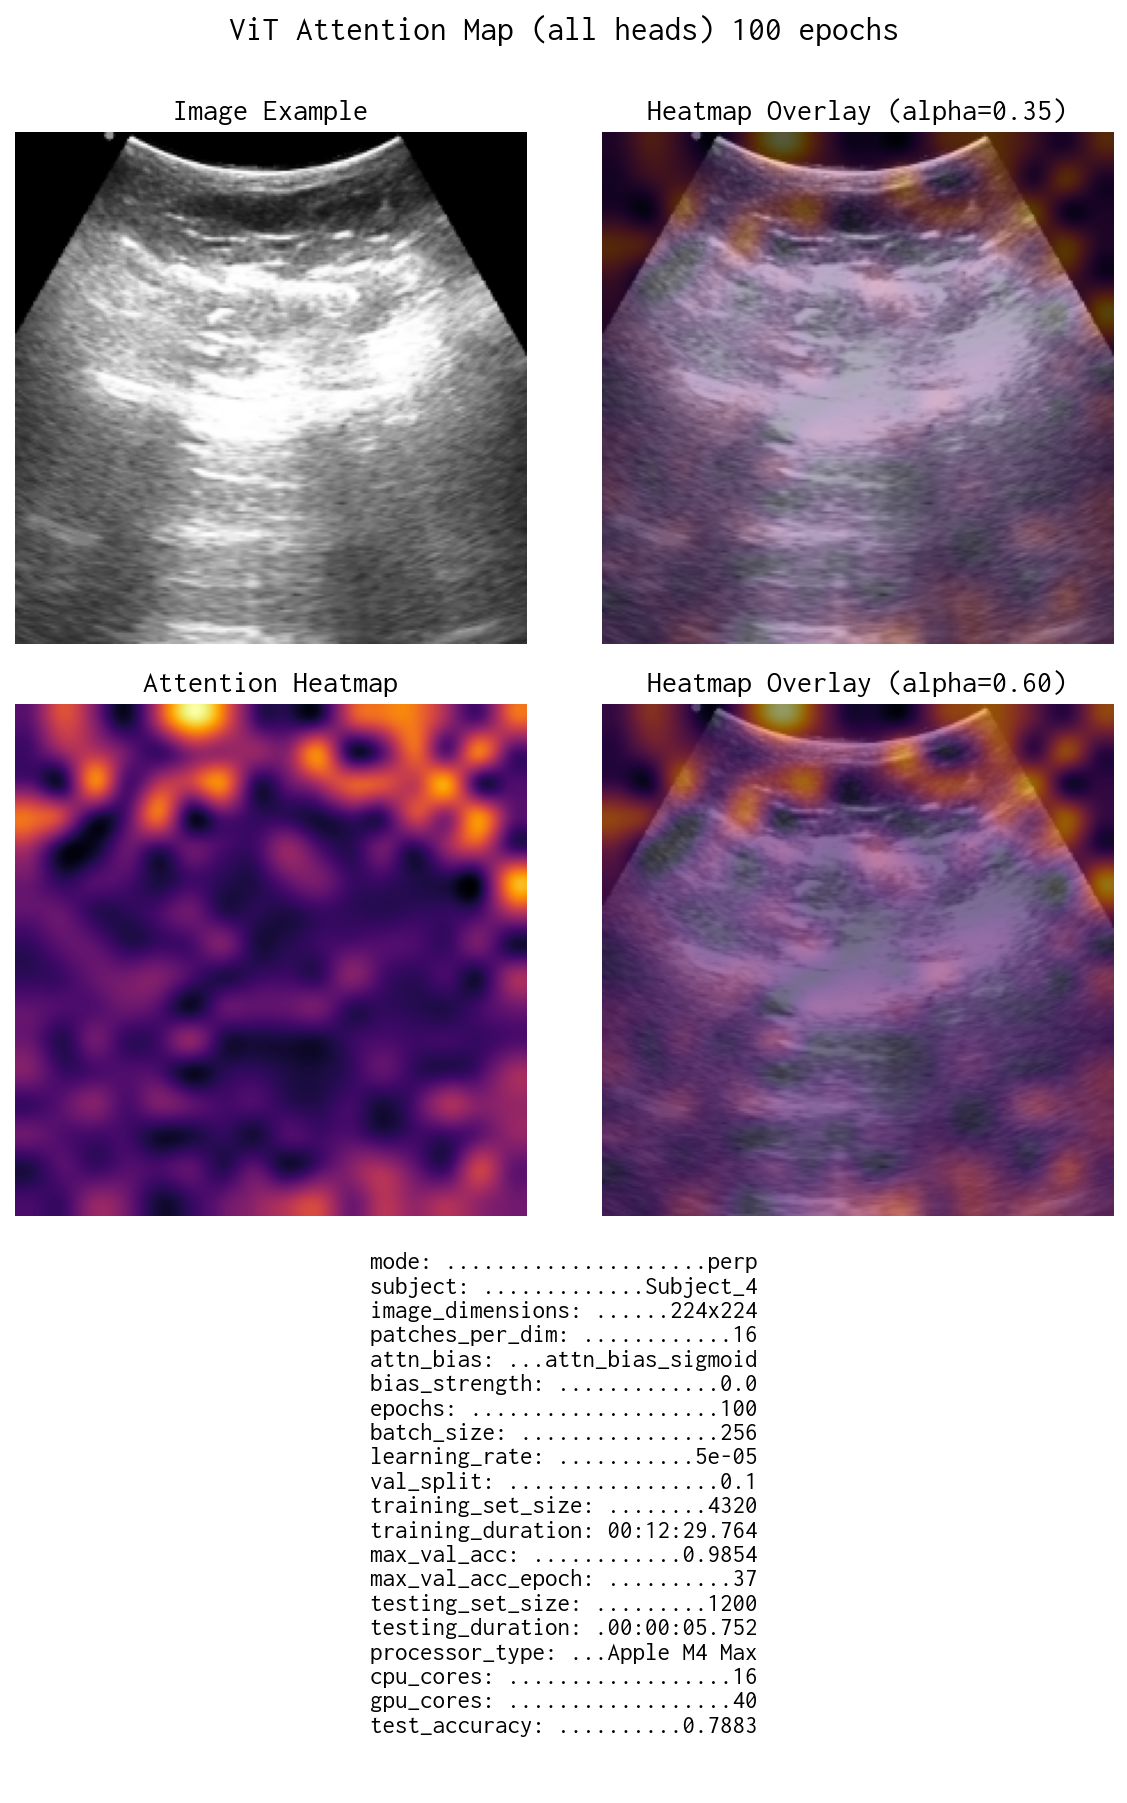 ViT Attention Map (all heads) 100 epochs
Image Example
Heatmap Overlay (alpha=0.35)
Attention Heatmap
Heatmap Overlay (alpha=0.60)
mode: .....................perp
subject: .............Subject_4
image_dimensions: ......224x224
patches_per_dim: ............16
attn_bias: ...attn_bias_sigmoid
bias_strength: .............0.0
epochs: ....................100
batch_size: ................256
learning_rate: ...........5e-05
val_split: .................0.1
training_set_size: ........4320
training_duration: 00:12:29.764
max_val_acc: ............0.9854
max_val_acc_epoch: ..........37
testing_set_size: .........1200
testing_duration: .00:00:05.752
processor_type: ...Apple M4 Max
cpu_cores: ..................16
gpu_cores: ..................40
test_accuracy: ..........0.7883